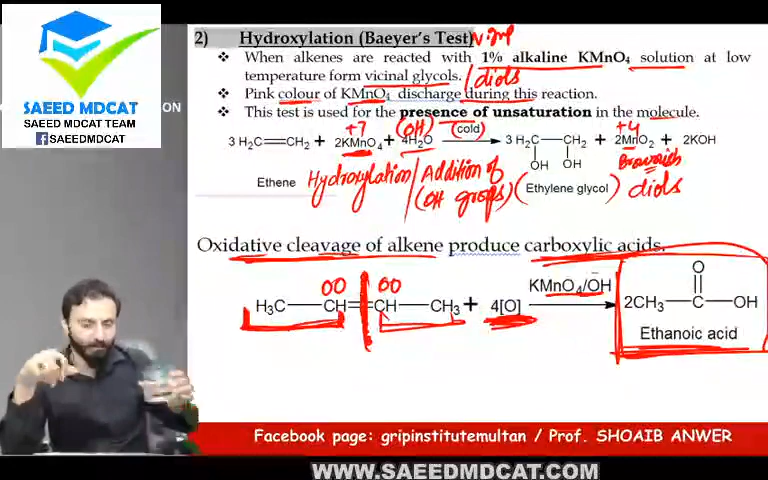 2) Hydroxylation (Baeyer's Test) V.Imp
❖ When alkenes are reacted with 1% alkaline KMnO4 solution at low
temperature form vicinal glycols. / diols
❖ Pink colour of KMnO4 discharge during this reaction.
❖ This test is used for the presence of unsaturation in the molecule.
+7 (OH) (cold) +4
3 H2C=CH2 + 2KMnO4 + 4H2O → 3 H2C—CH2 + 2MnO2 + 2KOH
OH OH
Ethene Hydroxylation / Addition of (OH groups) (Ethylene glycol) diols
SAEED MDCAT
SAEED MDCAT TEAM
SAEEDMDCAT
ON
Oxidative cleavage of alkene produce carboxylic acids.
H3C—CH=CH—CH3 + 4[O] KMnO4/OH 2CH3—C—OH
O
Ethanoic acid
Facebook page: gripinstitutemultan / Prof. SHOAIB ANWER
WWW.SAEEDMDCAT.COM